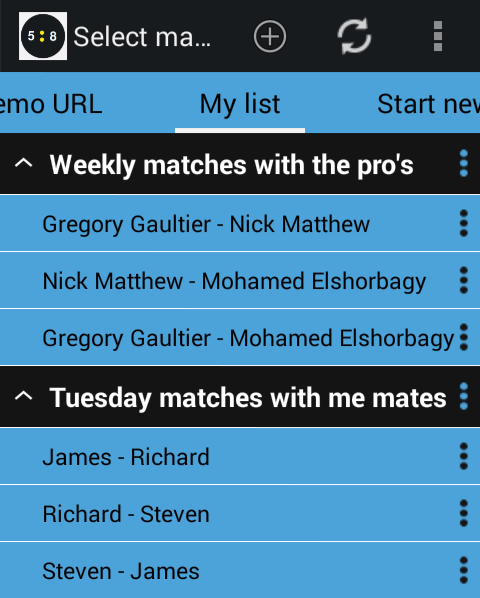 5:8 Select ma...
emo URL My list Start new
Weekly matches with the pro's
Gregory Gaultier - Nick Matthew
Nick Matthew - Mohamed Elshorbagy
Gregory Gaultier - Mohamed Elshorbagy
Tuesday matches with me mates
James - Richard
Richard - Steven
Steven - James